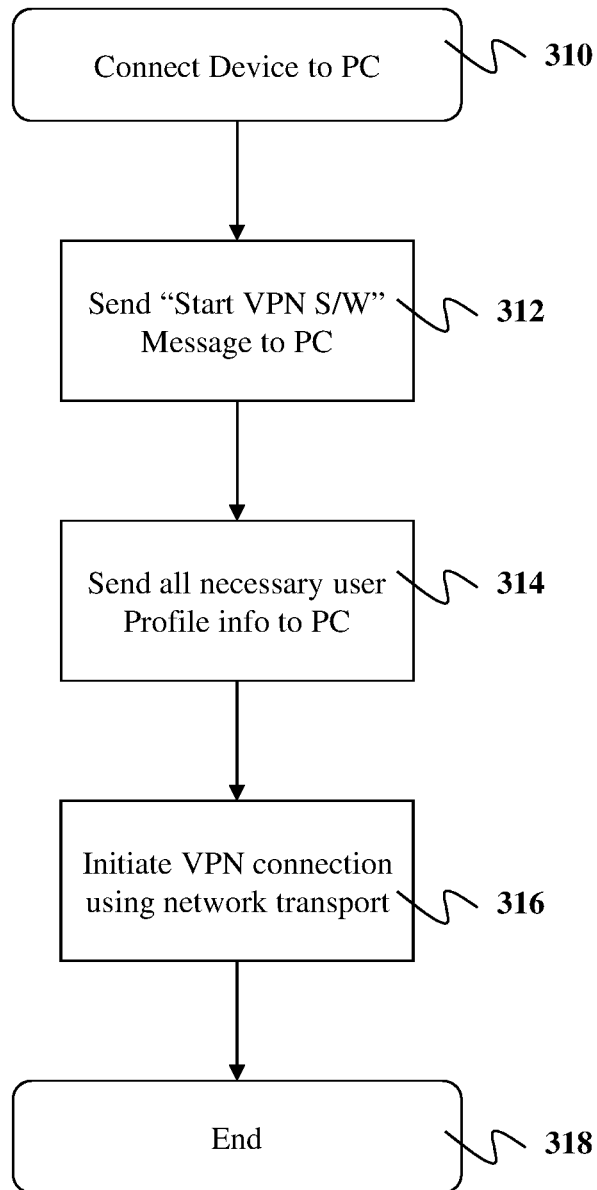 Connect Device to PC
310
Send “Start VPN S/W”
Message to PC
312
Send all necessary user
Profile info to PC
314
Initiate VPN connection
using network transport
316
End
318